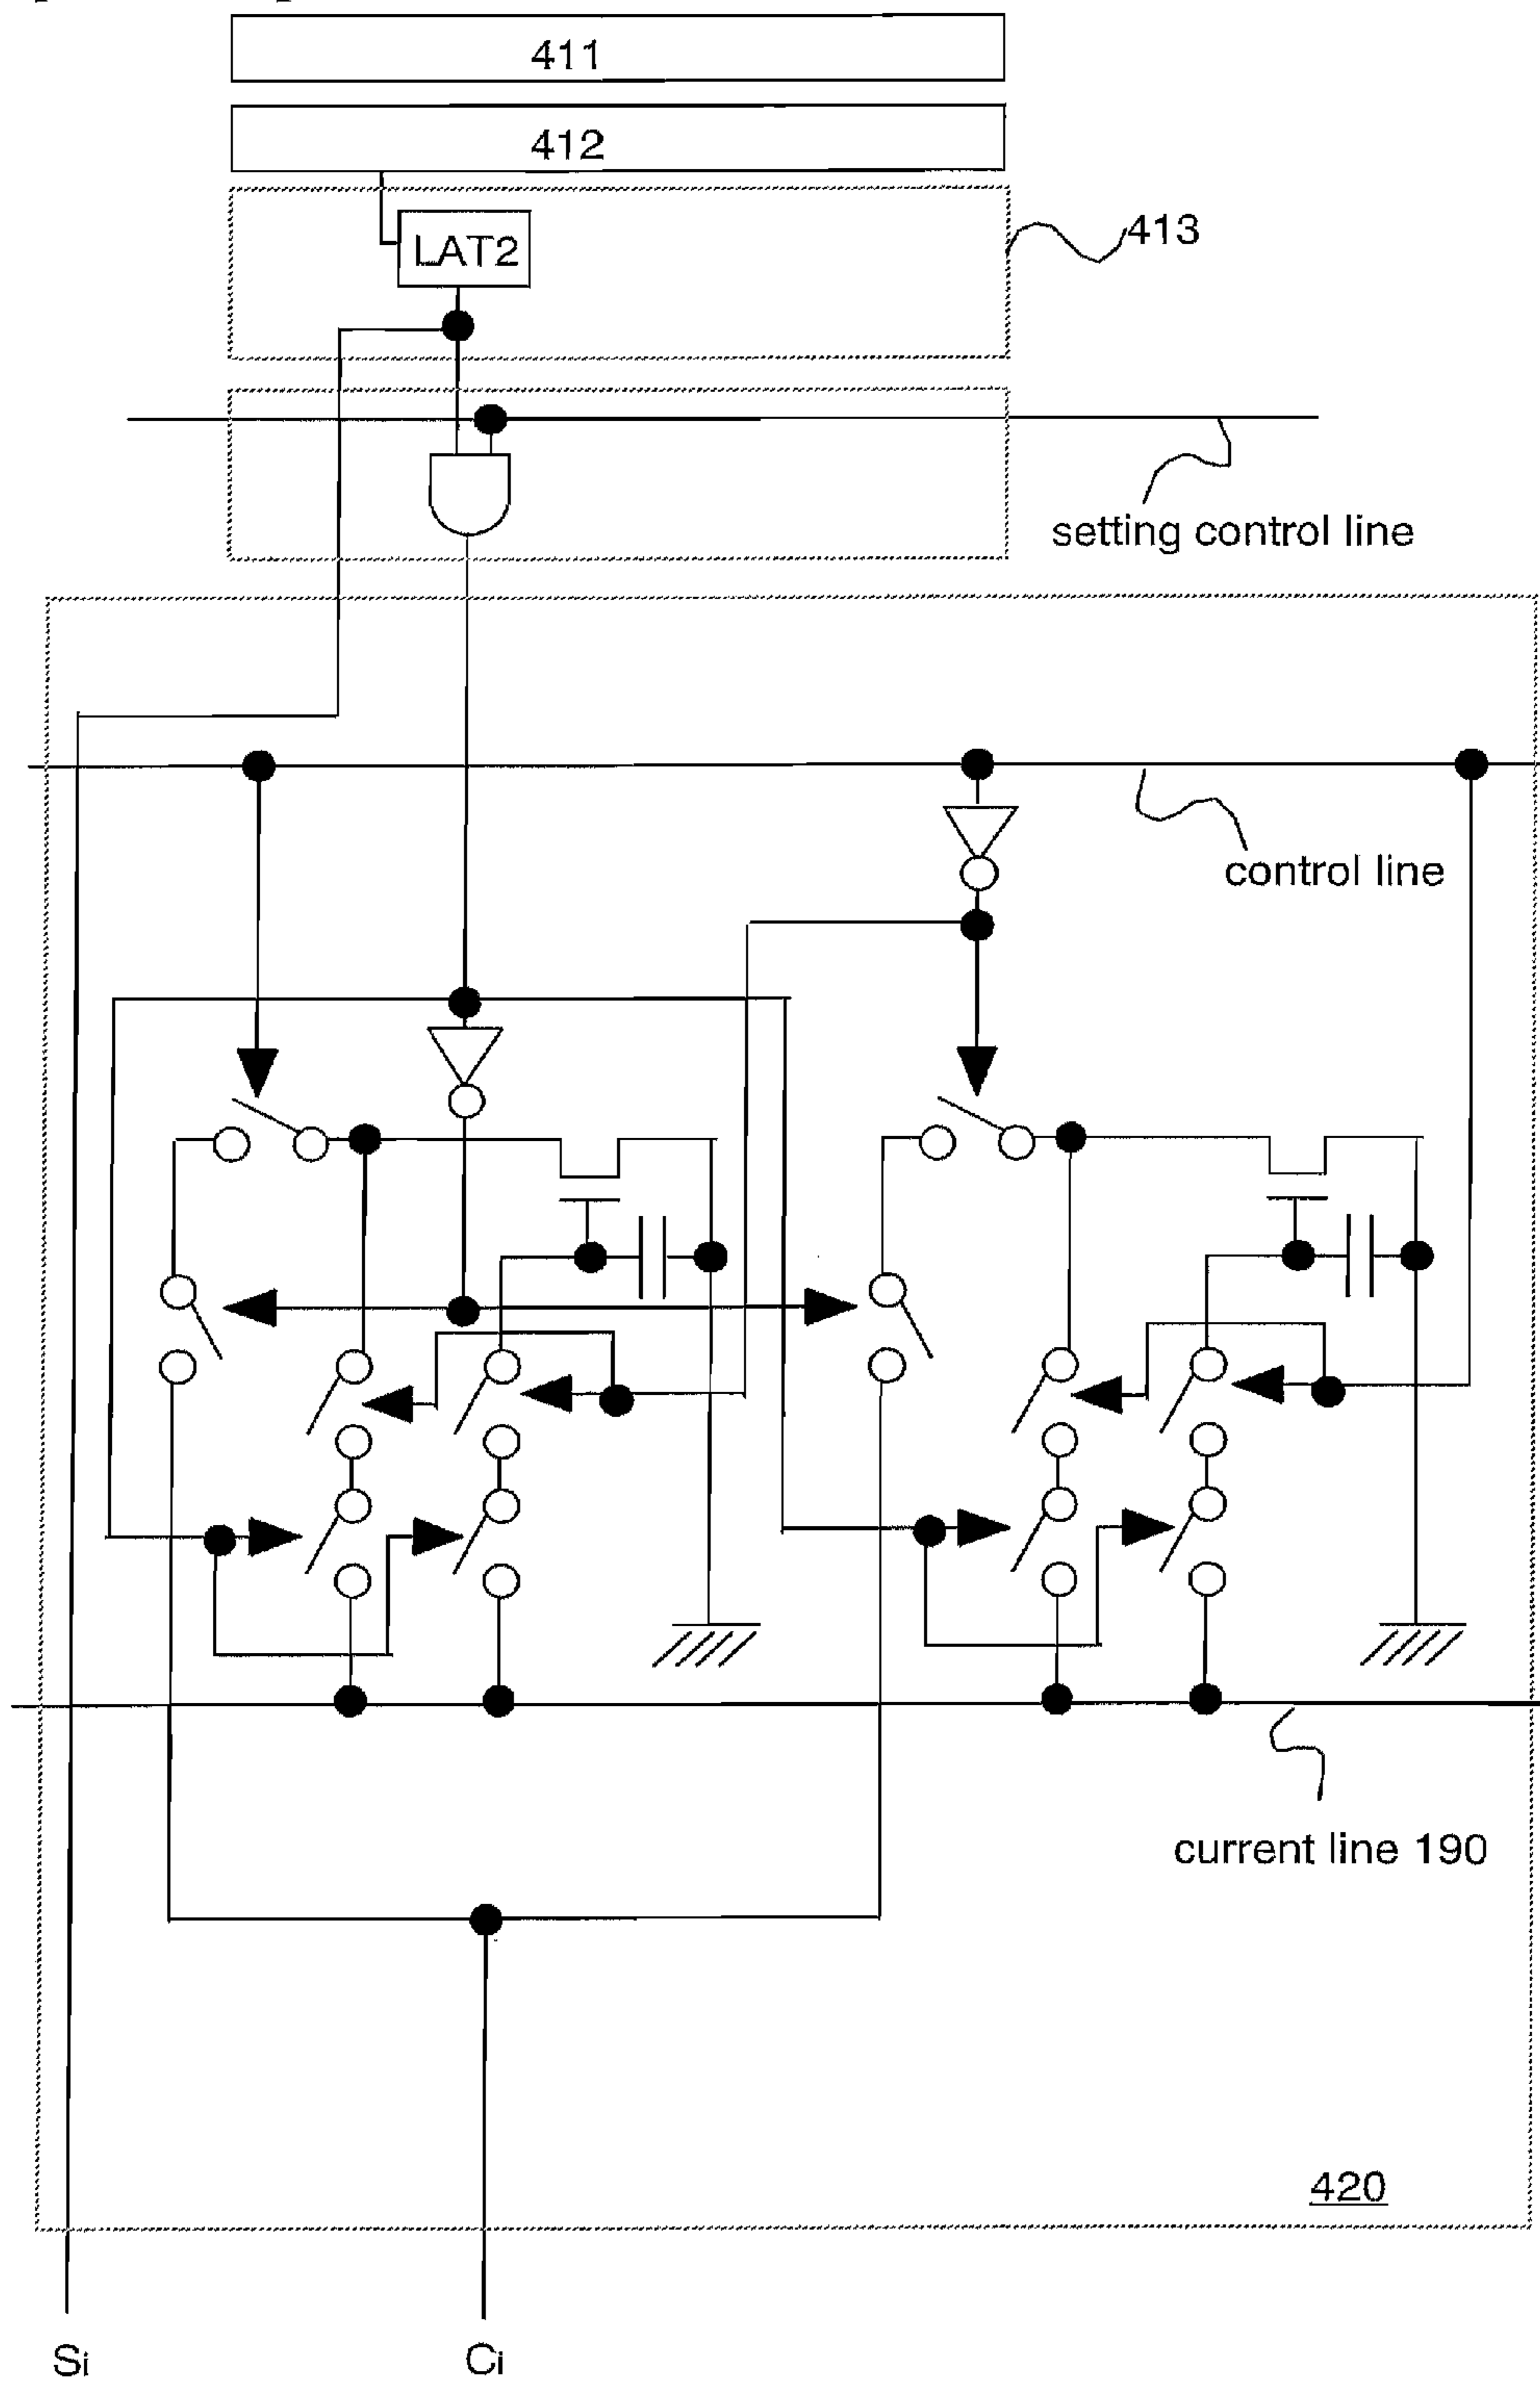 411
412
LAT2
413
setting control line
control line
current line 190
420
Si
Ci